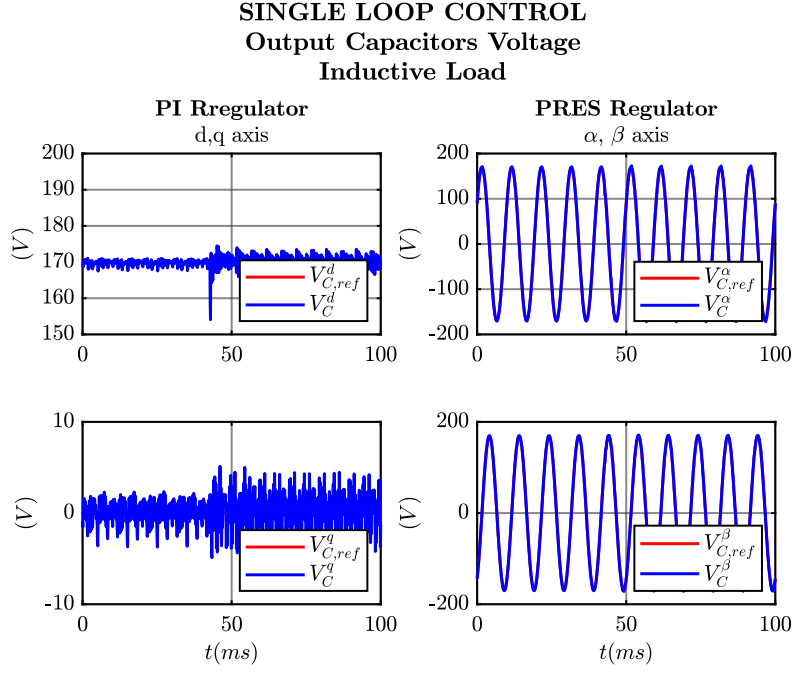 SINGLE LOOP CONTROL
Output Capacitors Voltage
Inductive Load
PI Rregulator
d,q axis
200
190
180
170
160
150
(V)
0
50
100
V^d_{C,ref}
V^d_C
PRES Regulator
α, β axis
200
100
0
-100
-200
(V)
0
50
100
V^α_{C,ref}
V^α_C
10
0
-10
(V)
0
50
100
t(ms)
V^q_{C,ref}
V^q_C
200
0
-200
(V)
0
50
100
t(ms)
V^β_{C,ref}
V^β_C